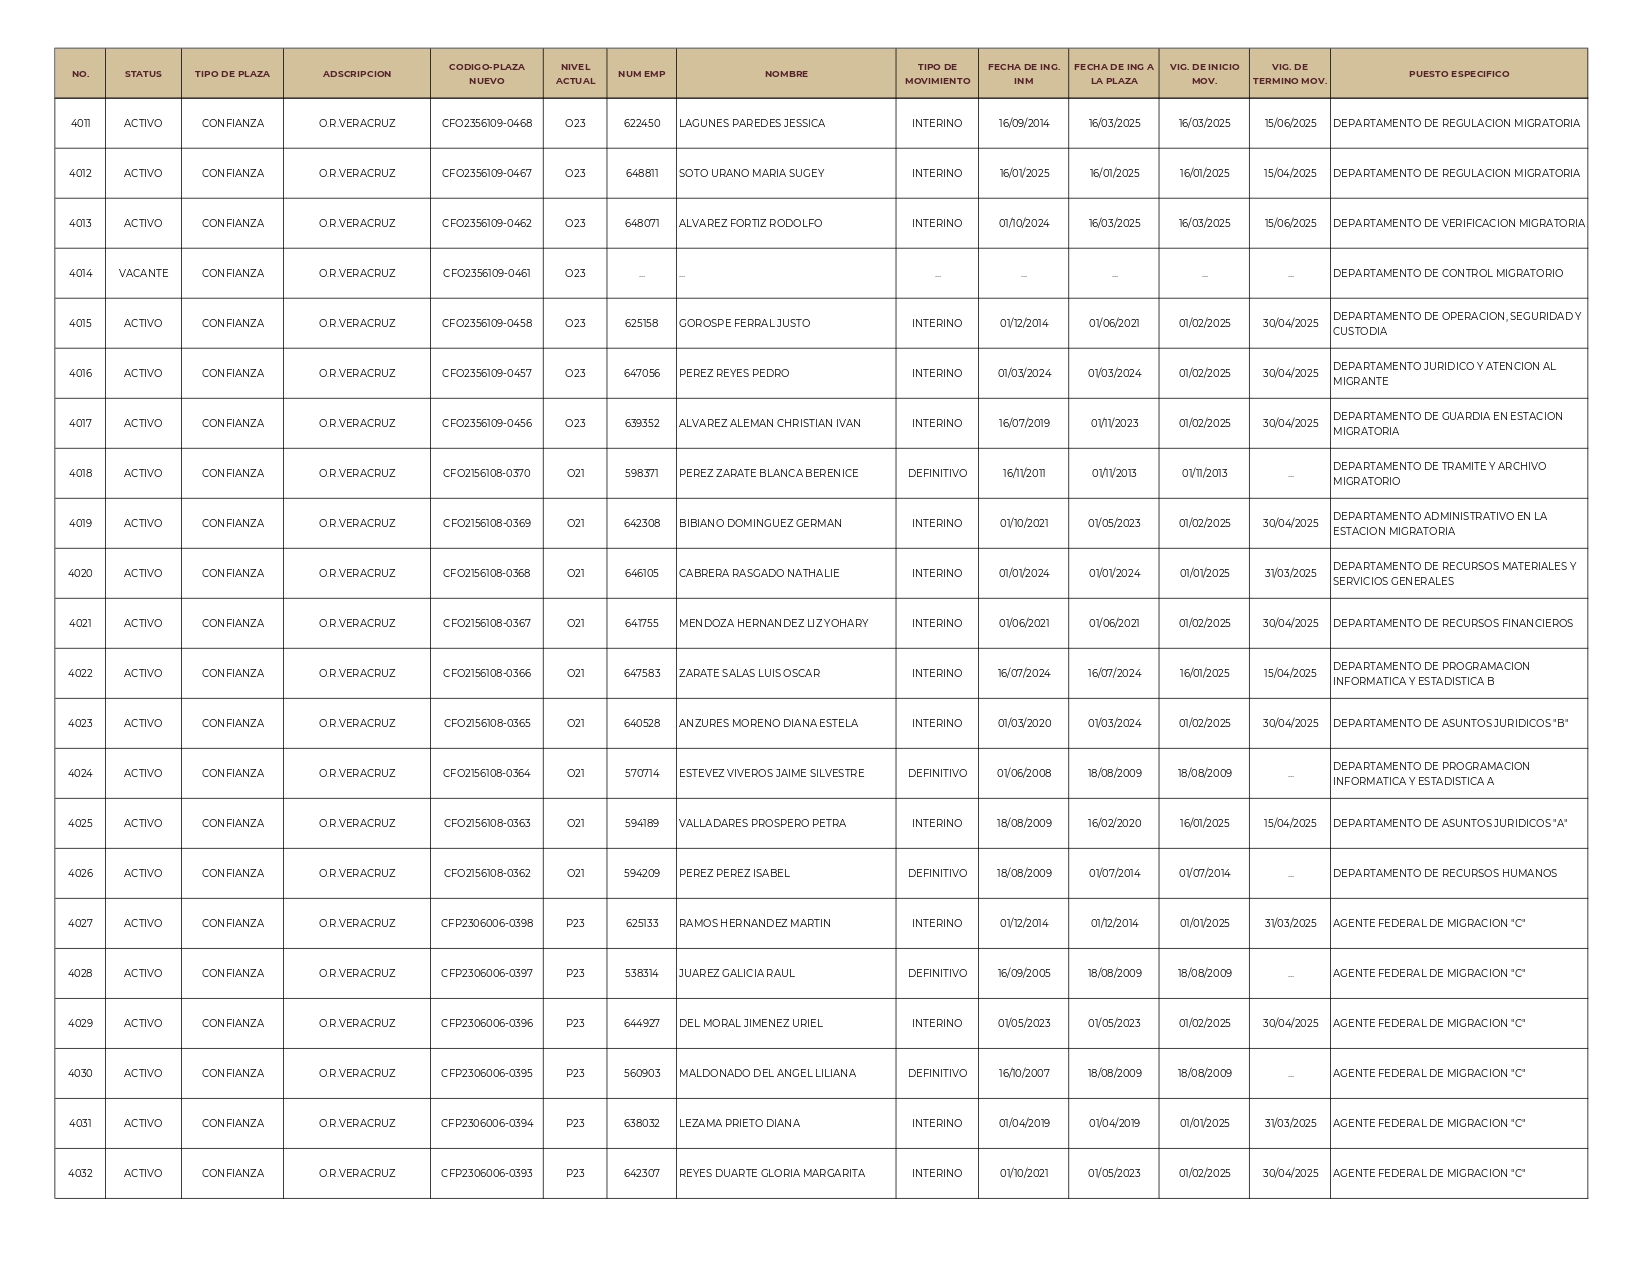 NO. STATUS TIPO DE PLAZA ADSCRIPCION CODIGO-PLAZA NUEVO NIVEL ACTUAL NUM EMP NOMBRE TIPO DE MOVIMIENTO FECHA DE ING. INM FECHA DE ING A LA PLAZA VIG. DE INICIO MOV. VIG. DE TERMINO MOV. PUESTO ESPECIFICO
4011 ACTIVO CONFIANZA O.R.VERACRUZ CFO2356109-0468 O23 622450 LAGUNES PAREDES JESSICA INTERINO 16/09/2014 16/03/2025 16/03/2025 15/06/2025 DEPARTAMENTO DE REGULACION MIGRATORIA
4012 ACTIVO CONFIANZA O.R.VERACRUZ CFO2356109-0467 O23 648811 SOTO URANO MARIA SUGEY INTERINO 16/01/2025 16/01/2025 16/01/2025 15/04/2025 DEPARTAMENTO DE REGULACION MIGRATORIA
4013 ACTIVO CONFIANZA O.R.VERACRUZ CFO2356109-0462 O23 648071 ALVAREZ FORTIZ RODOLFO INTERINO 01/10/2024 16/03/2025 16/03/2025 15/06/2025 DEPARTAMENTO DE VERIFICACION MIGRATORIA
4014 VACANTE CONFIANZA O.R.VERACRUZ CFO2356109-0461 O23 ... ... ... ... ... ... ... DEPARTAMENTO DE CONTROL MIGRATORIO
4015 ACTIVO CONFIANZA O.R.VERACRUZ CFO2356109-0458 O23 625158 GOROSPE FERRAL JUSTO INTERINO 01/12/2014 01/06/2021 01/02/2025 30/04/2025 DEPARTAMENTO DE OPERACION, SEGURIDAD Y
CUSTODIA
4016 ACTIVO CONFIANZA O.R.VERACRUZ CFO2356109-0457 O23 647056 PEREZ REYES PEDRO INTERINO 01/03/2024 01/03/2024 01/02/2025 30/04/2025 DEPARTAMENTO JURIDICO Y ATENCION AL
MIGRANTE
4017 ACTIVO CONFIANZA O.R.VERACRUZ CFO2356109-0456 O23 639352 ALVAREZ ALEMAN CHRISTIAN IVAN INTERINO 16/07/2019 01/11/2023 01/02/2025 30/04/2025 DEPARTAMENTO DE GUARDIA EN ESTACION
MIGRATORIA
4018 ACTIVO CONFIANZA O.R.VERACRUZ CFO2156108-0370 O21 598371 PEREZ ZARATE BLANCA BERENICE DEFINITIVO 16/11/2011 01/11/2013 01/11/2013 ... DEPARTAMENTO DE TRAMITE Y ARCHIVO
MIGRATORIO
4019 ACTIVO CONFIANZA O.R.VERACRUZ CFO2156108-0369 O21 642308 BIBIANO DOMINGUEZ GERMAN INTERINO 01/10/2021 01/05/2023 01/02/2025 30/04/2025 DEPARTAMENTO ADMINISTRATIVO EN LA
ESTACION MIGRATORIA
4020 ACTIVO CONFIANZA O.R.VERACRUZ CFO2156108-0368 O21 646105 CABRERA RASGADO NATHALIE INTERINO 01/01/2024 01/01/2024 01/01/2025 31/03/2025 DEPARTAMENTO DE RECURSOS MATERIALES Y
SERVICIOS GENERALES
4021 ACTIVO CONFIANZA O.R.VERACRUZ CFO2156108-0367 O21 641755 MENDOZA HERNANDEZ LIZ YOHARY INTERINO 01/06/2021 01/06/2021 01/02/2025 30/04/2025 DEPARTAMENTO DE RECURSOS FINANCIEROS
4022 ACTIVO CONFIANZA O.R.VERACRUZ CFO2156108-0366 O21 647583 ZARATE SALAS LUIS OSCAR INTERINO 16/07/2024 16/07/2024 16/01/2025 15/04/2025 DEPARTAMENTO DE PROGRAMACION
INFORMATICA Y ESTADISTICA B
4023 ACTIVO CONFIANZA O.R.VERACRUZ CFO2156108-0365 O21 640528 ANZURES MORENO DIANA ESTELA INTERINO 01/03/2020 01/03/2024 01/02/2025 30/04/2025 DEPARTAMENTO DE ASUNTOS JURIDICOS "B"
4024 ACTIVO CONFIANZA O.R.VERACRUZ CFO2156108-0364 O21 570714 ESTEVEZ VIVEROS JAIME SILVESTRE DEFINITIVO 01/06/2008 18/08/2009 18/08/2009 ... DEPARTAMENTO DE PROGRAMACION
INFORMATICA Y ESTADISTICA A
4025 ACTIVO CONFIANZA O.R.VERACRUZ CFO2156108-0363 O21 594189 VALLADARES PROSPERO PETRA INTERINO 18/08/2009 16/02/2020 16/01/2025 15/04/2025 DEPARTAMENTO DE ASUNTOS JURIDICOS "A"
4026 ACTIVO CONFIANZA O.R.VERACRUZ CFO2156108-0362 O21 594209 PEREZ PEREZ ISABEL DEFINITIVO 18/08/2009 01/07/2014 01/07/2014 ... DEPARTAMENTO DE RECURSOS HUMANOS
4027 ACTIVO CONFIANZA O.R.VERACRUZ CFP2306006-0398 P23 625133 RAMOS HERNANDEZ MARTIN INTERINO 01/12/2014 01/12/2014 01/01/2025 31/03/2025 AGENTE FEDERAL DE MIGRACION "C"
4028 ACTIVO CONFIANZA O.R.VERACRUZ CFP2306006-0397 P23 538314 JUAREZ GALICIA RAUL DEFINITIVO 16/09/2005 18/08/2009 18/08/2009 ... AGENTE FEDERAL DE MIGRACION "C"
4029 ACTIVO CONFIANZA O.R.VERACRUZ CFP2306006-0396 P23 644927 DEL MORAL JIMENEZ URIEL INTERINO 01/05/2023 01/05/2023 01/02/2025 30/04/2025 AGENTE FEDERAL DE MIGRACION "C"
4030 ACTIVO CONFIANZA O.R.VERACRUZ CFP2306006-0395 P23 560903 MALDONADO DEL ANGEL LILIANA DEFINITIVO 16/10/2007 18/08/2009 18/08/2009 ... AGENTE FEDERAL DE MIGRACION "C"
4031 ACTIVO CONFIANZA O.R.VERACRUZ CFP2306006-0394 P23 638032 LEZAMA PRIETO DIANA INTERINO 01/04/2019 01/04/2019 01/01/2025 31/03/2025 AGENTE FEDERAL DE MIGRACION "C"
4032 ACTIVO CONFIANZA O.R.VERACRUZ CFP2306006-0393 P23 642307 REYES DUARTE GLORIA MARGARITA INTERINO 01/10/2021 01/05/2023 01/02/2025 30/04/2025 AGENTE FEDERAL DE MIGRACION "C"